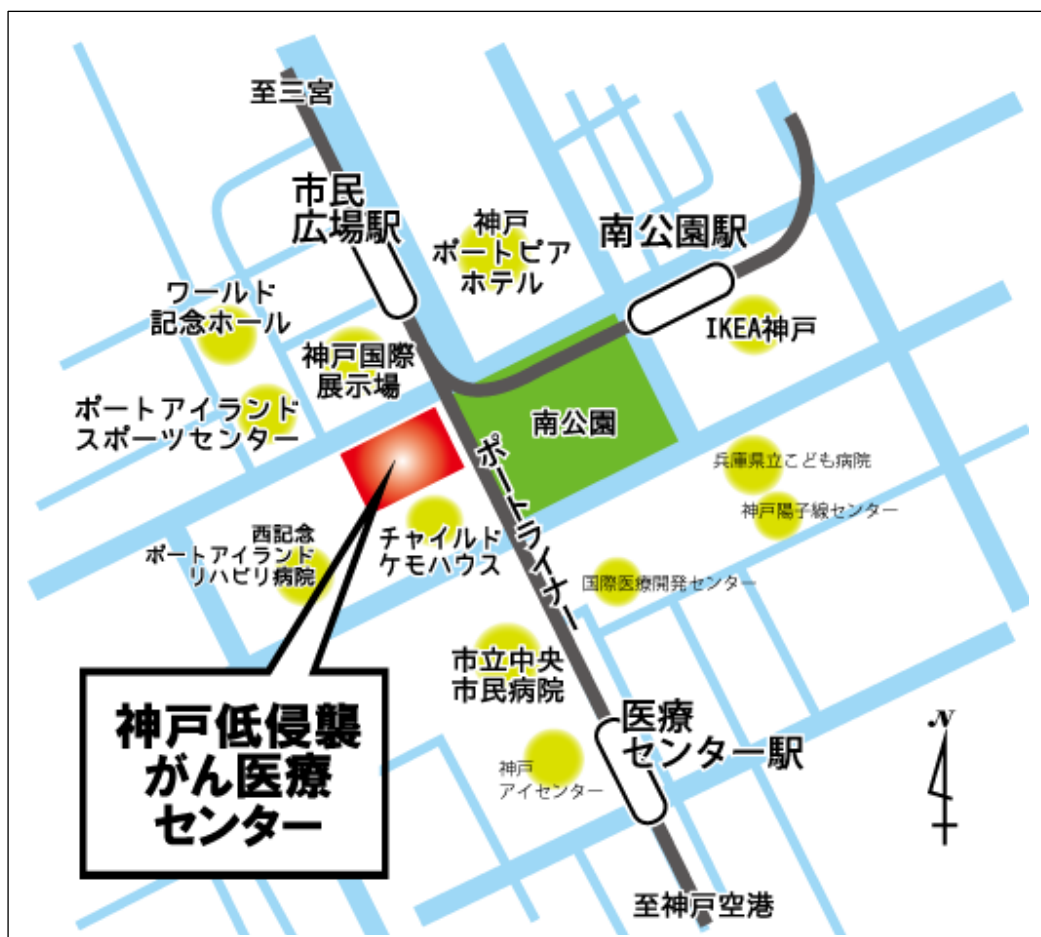 至三宮
市民
広場駅
神戸
ポートピア
ホテル
南公園駅
ワールド
記念ホール
IKEA神戸
神戸国際
展示場
ポートアイランド
スポーツセンター
南公園
ポートライナー
兵庫県立こども病院
神戸陽子線センター
西記念
ポートアイランド
リハビリ病院
チャイルド
ケモハウス
国際医療開発センター
市立中央
市民病院
神戸低侵襲
がん医療
センター
医療
センター駅
神戸
アイセンター
N
至神戸空港